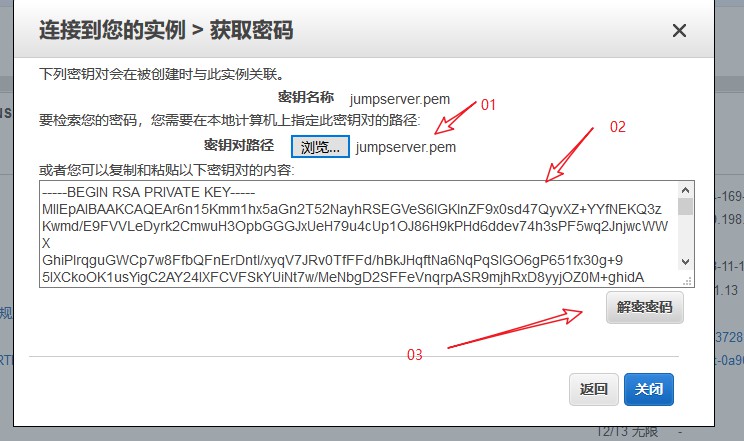 连接到您的实例 > 获取密码
下列密钥对会在被创建时与此实例关联。
密钥名称 jumpserver.pem
要检索您的密码，您需要在本地计算机上指定此密钥对的路径:
01
密钥对路径 浏览... jumpserver.pem
02
或者您可以复制和粘贴以下密钥对的内容:
-----BEGIN RSA PRIVATE KEY-----
MIIEpAIBAAKCAQEAr6n15Kmm1hx5aGn2T52NayhRSEGVeS6lGKlnZF9x0sd47QyvXZ+YYfNEKQ3z
Kwmd/E9FVVLeDyrk2CmwuH3OpbGGGJxUeH79u4cUp1OJ86H9kPHd6ddev74h3sPF5wq2JnjwcWW
X
GhiPlrqguGWCp7w8FfbQFnErDntl/xyqV7JRv0TfFFd/hBkJHqftNa6NqPqSlGO6gP651fx30g+9
5lXCkoOK1usYigC2AY24lXFCVFSkYUiNt7w/MeNbgD2SFFeVnqrpASR9mjhRxD8yyjOZ0M+ghidA
解密密码
03
返回 关闭
12/13 无限 -